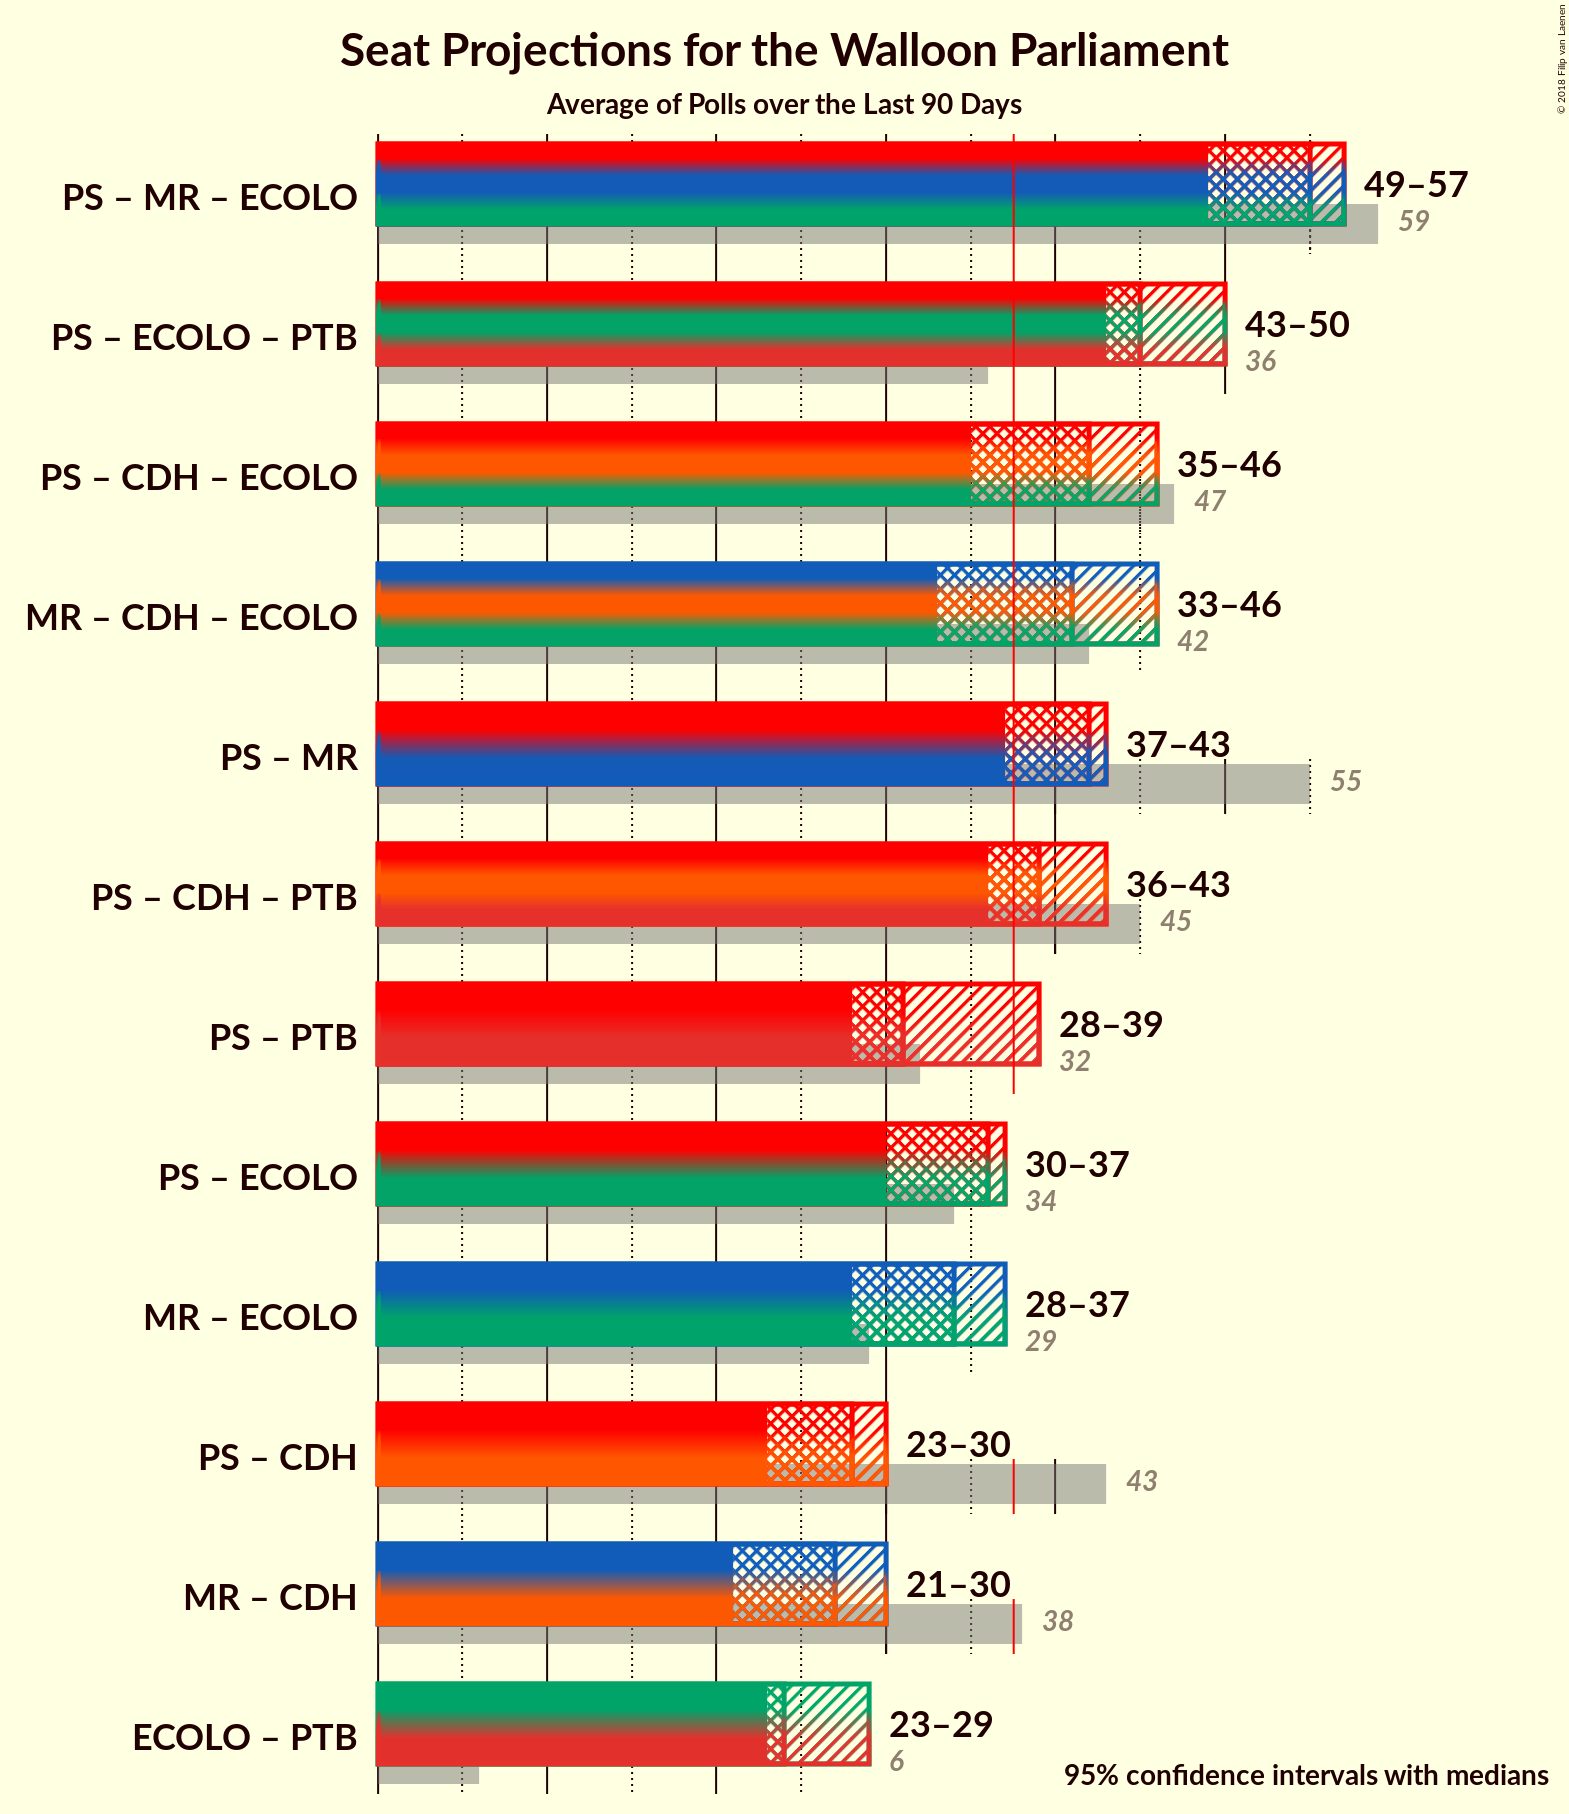 Seat Projections for the Walloon Parliament
Average of Polls over the Last 90 Days
© 2018 Filip van Laenen
PS – MR – ECOLO
49–57
59
PS – ECOLO – PTB
43–50
36
PS – CDH – ECOLO
35–46
47
MR – CDH – ECOLO
33–46
42
PS – MR
37–43
55
PS – CDH – PTB
36–43
45
PS – PTB
28–39
32
PS – ECOLO
30–37
34
MR – ECOLO
28–37
29
PS – CDH
23–30
43
MR – CDH
21–30
38
ECOLO – PTB
23–29
6
95% confidence intervals with medians